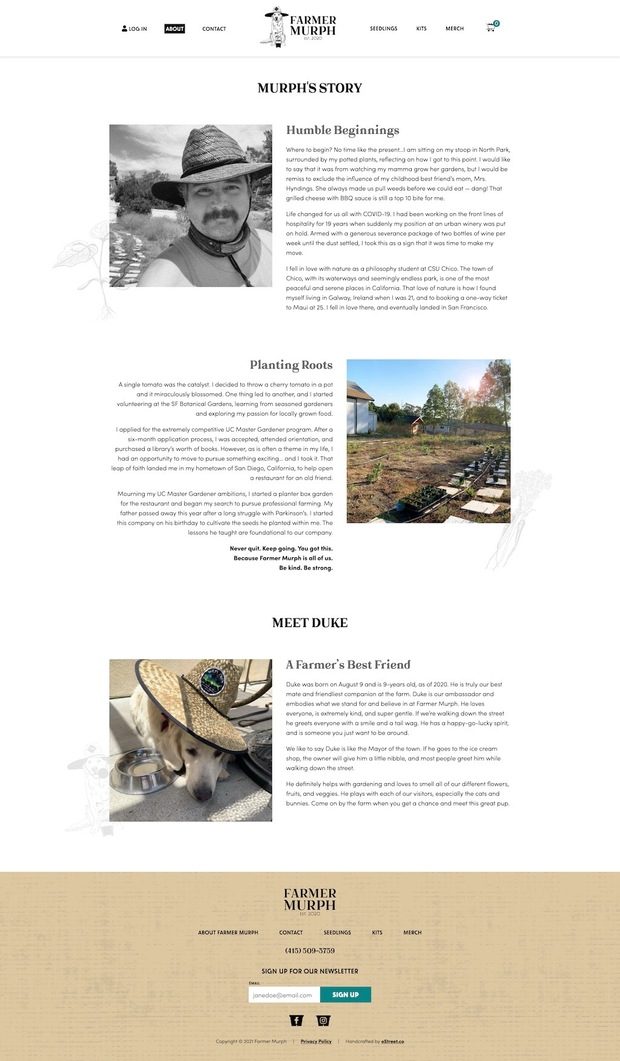 LOG IN
ABOUT
CONTACT
FARMER
MURPH
est. 2020
SEEDLINGS
KITS
MERCH
0
MURPH'S STORY
Humble Beginnings
Where to begin? No time like the present...I am sitting on my stoop in North Park,
surrounded by my potted plants, reflecting on how I got to this point. I would like
to say that it was from watching my mamma grow her gardens, but I would be
remiss to exclude the influence of my childhood best friend's mom, Mrs.
Hyndings. She always made us pull weeds before we could eat — dang! That
grilled cheese with BBQ sauce is still a top 10 bite for me.
Life changed for us all with COVID-19. I had been working on the front lines of
hospitality for 19 years when suddenly my position at an urban winery was put
on hold. Armed with a generous severance package of two bottles of wine per
week until the dust settled, I took this as a sign that it was time to make my
move.
I fell in love with nature as a philosophy student at CSU Chico. The town of
Chico, with its waterways and seemingly endless park, is one of the most
peaceful and serene places in California. That love of nature is how I found
myself living in Galway, Ireland when I was 21, and to booking a one-way ticket
to Maui at 25. I fell in love there, and eventually landed in San Francisco.
Planting Roots
A single tomato was the catalyst. I decided to throw a cherry tomato in a pot
and it miraculously blossomed. One thing led to another, and I started
volunteering at the SF Botanical Gardens, learning from seasoned gardeners
and exploring my passion for locally grown food.
I applied for the extremely competitive UC Master Gardener program. After a
six-month application process, I was accepted, attended orientation, and
purchased a library's worth of books. However, as is often a theme in my life, I
had an opportunity to move to pursue something exciting... and I took it. That
leap of faith landed me in my hometown of San Diego, California, to help open
a restaurant for an old friend.
Mourning my UC Master Gardener ambitions, I started a planter box garden
for the restaurant and began my search to pursue professional farming. My
father passed away this year after a long struggle with Parkinson's. I started
this company on his birthday to cultivate the seeds he planted within me. The
lessons he taught are foundational to our company.
Never quit. Keep going. You got this.
Because Farmer Murph is all of us.
Be kind. Be strong.
MEET DUKE
A Farmer's Best Friend
Duke was born on August 9 and is 9-years old, as of 2020. He is truly our best
mate and friendliest companion at the farm. Duke is our ambassador and
embodies what we stand for and believe in at Farmer Murph. He loves
everyone, is extremely kind, and super gentle. If we're walking down the street
he greets everyone with a smile and a tail wag. He has a happy-go-lucky spirit,
and is someone you just want to be around.
We like to say Duke is like the Mayor of the town. If he goes to the ice cream
shop, the owner will give him a little nibble, and most people greet him while
walking down the street.
He definitely helps with gardening and loves to smell all of our different flowers,
fruits, and veggies. He plays with each of our visitors, especially the cats and
bunnies. Come on by the farm when you get a chance and meet this great pup.
FARMER
MURPH
est. 2020
ABOUT FARMER MURPH
CONTACT
SEEDLINGS
KITS
MERCH
(415) 509-3759
SIGN UP FOR OUR NEWSLETTER
EMAIL
janedoe@email.com
SIGN UP
Copyright © 2021 Farmer Murph | Privacy Policy | Handcrafted by eStreet.co